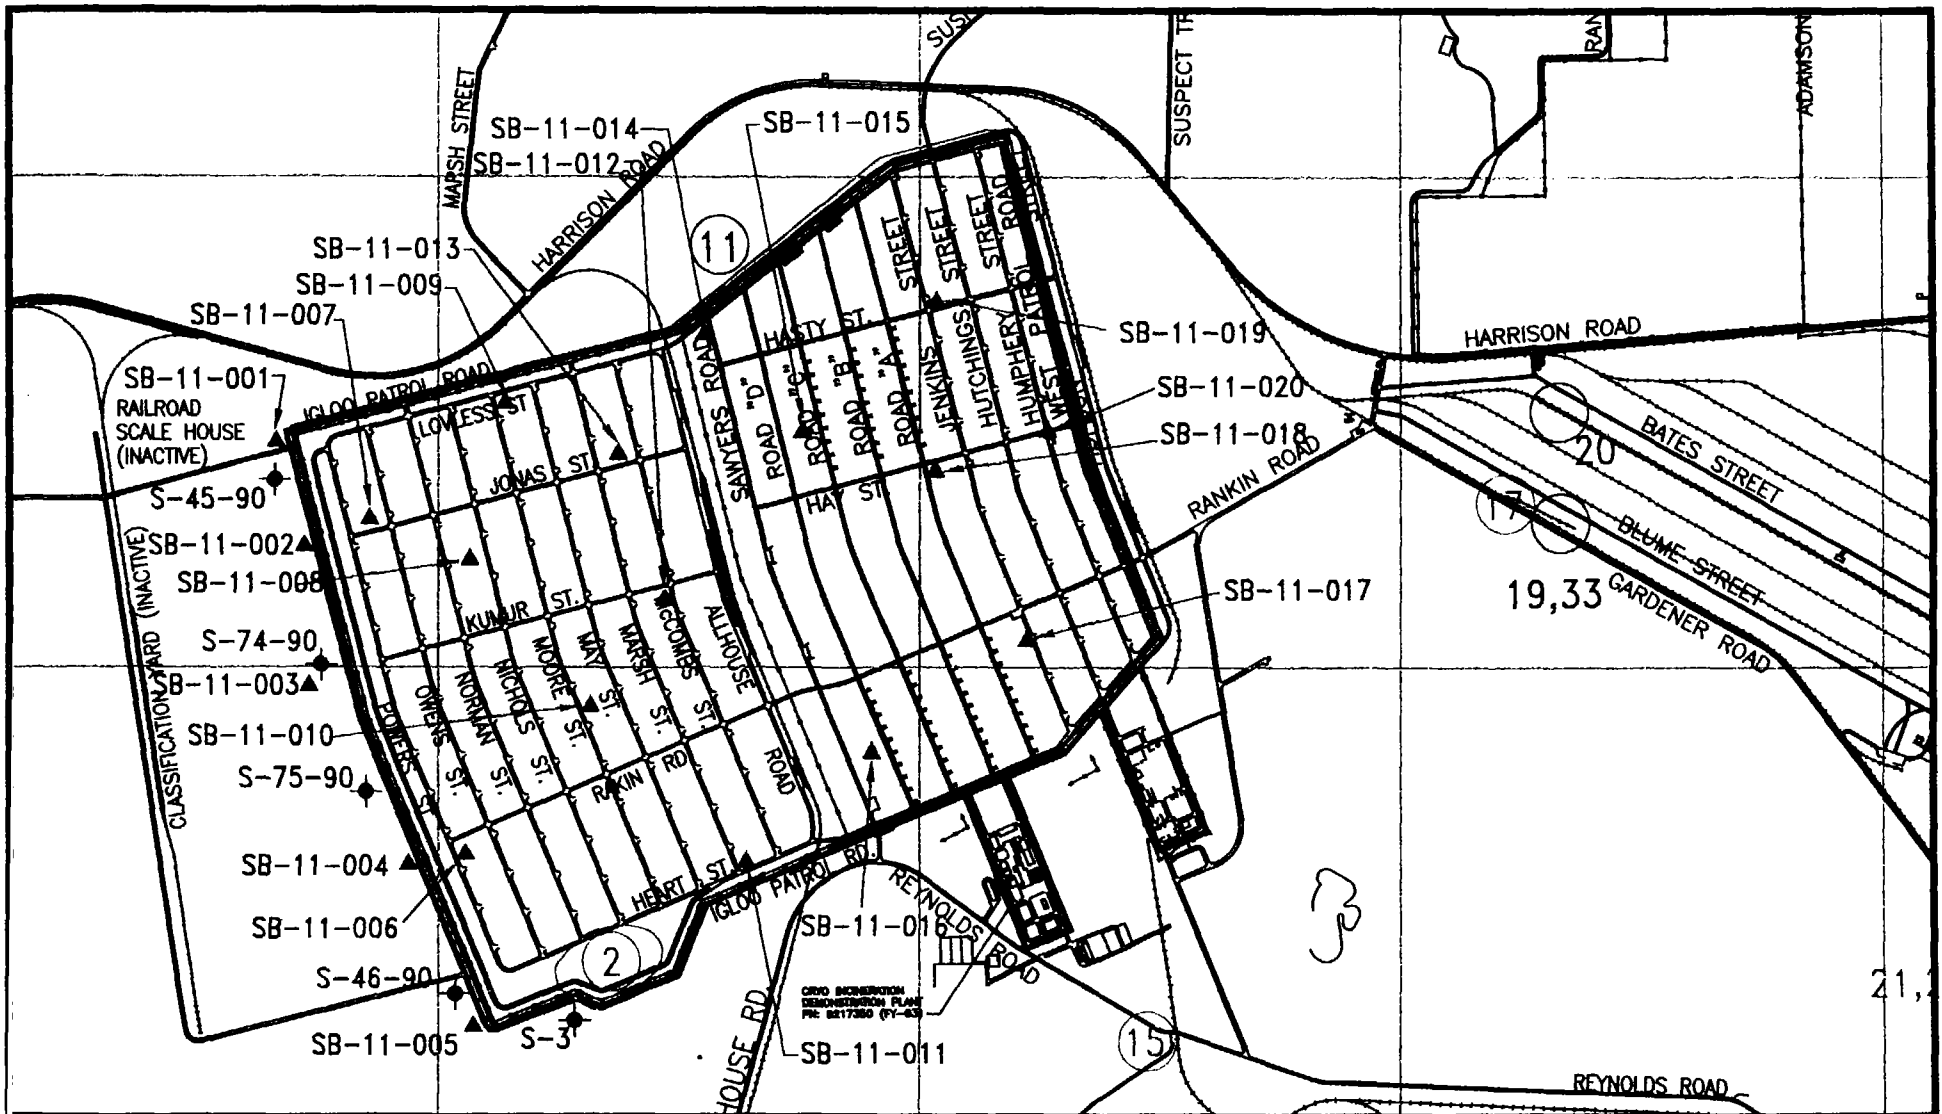 SUSPECT TR
RAN
ADAMSON
MARSH STREET
SB-11-014
SB-11-015
SB-11-012
HARRISON ROAD
SB-11-013
11
SB-11-009
SB-11-007
STREET
STREET
STREET
ROAD
PATROL
HASTY ST.
SB-11-019
HARRISON ROAD
SB-11-001
RAILROAD
SCALE HOUSE
(INACTIVE)
IGLOO PATROL ROAD
LOVLESS ST
SAWYERS ROAD
ROAD "D"
ROAD "C"
ROAD "B"
ROAD "A"
JENKINS
HUTCHINGS
HUMPHERY
WEST
SB-11-020
SB-11-018
BATES STREET
20
S-45-90
JONAS ST.
HAY ST.
RANKIN ROAD
17
BLUME STREET
SB-11-002
SB-11-008
CLASSIFICATION YARD (INACTIVE)
KUMUR ST.
SB-11-017
19,33
GARDENER ROAD
S-74-90
SB-11-003
POWERS ST.
OWENS ST.
NORMAN ST.
NICHOLS ST.
MOORE ST.
MAY ST.
MARSH ST.
MCCOMBS ST.
ALLHOUSE ROAD
SB-11-010
S-75-90
RAKIN RD
SB-11-004
HEART ST.
IGLOO PATROL RD.
REYNOLDS ROAD
SB-11-006
SB-11-016
2
S-46-90
CRYO INCINERATION
DEMONSTRATION PLANT
21,
SB-11-005
S-3
HOUSE RD.
SB-11-011
15
REYNOLDS ROAD